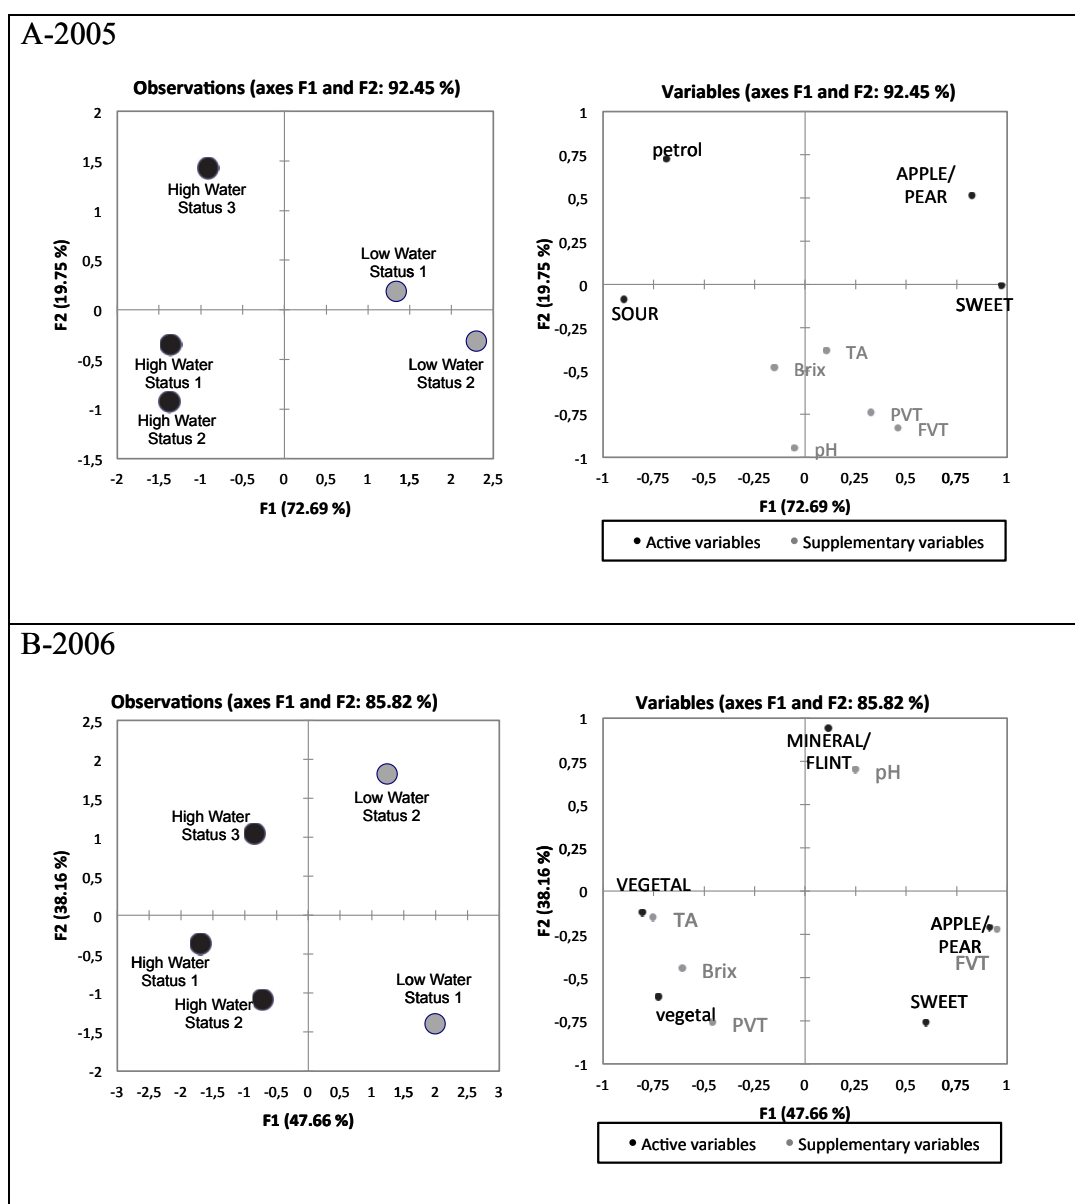 A-2005
Observations (axes F1 and F2: 92.45 %)
2
1,5
1
0,5
0
-0,5
-1
-1,5
F2 (19.75 %)
High Water
Status 3
Low Water
Status 1
High Water
Status 1
Low Water
Status 2
High Water
Status 2
-2
-1,5
-1
-0,5
0
0,5
1
1,5
2
2,5
F1 (72.69 %)
Variables (axes F1 and F2: 92.45 %)
1
0,75
0,5
0,25
0
-0,25
-0,5
-0,75
-1
F2 (19.75 %)
petrol
APPLE/
PEAR
SOUR
SWEET
TA
Brix
PVT
FVT
pH
-1
-0,75
-0,5
-0,25
0
0,25
0,5
0,75
1
F1 (72.69 %)
Active variables
Supplementary variables
B-2006
Observations (axes F1 and F2: 85.82 %)
2,5
2
1,5
1
0,5
0
-0,5
-1
-1,5
-2
F2 (38.16 %)
Low Water
Status 2
High Water
Status 3
High Water
Status 1
Low Water
Status 1
High Water
Status 2
-3
-2,5
-2
-1,5
-1
-0,5
0
0,5
1
1,5
2
2,5
3
F1 (47.66 %)
Variables (axes F1 and F2: 85.82 %)
1
0,75
0,5
0,25
0
-0,25
-0,5
-0,75
-1
F2 (38.16 %)
MINERAL/
FLINT
pH
VEGETAL
TA
APPLE/
PEAR
FVT
Brix
SWEET
vegetal
PVT
-1
-0,75
-0,5
-0,25
0
0,25
0,5
0,75
1
F1 (47.66 %)
Active variables
Supplementary variables